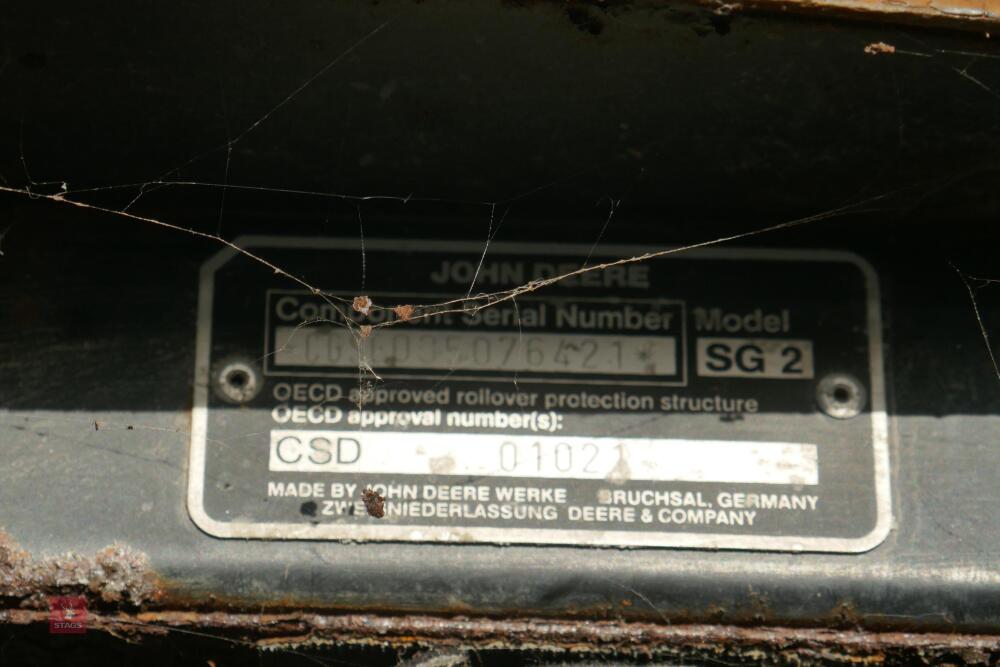 JOHN DEERE
Component Serial Number Model
SG 2
OECD approved rollover protection structure
OECD approval number(s):
CSD 01021
MADE BY JOHN DEERE WERKE BRUCHSAL, GERMANY
ZWEIGNIEDERLASSUNG DEERE & COMPANY
STAGS